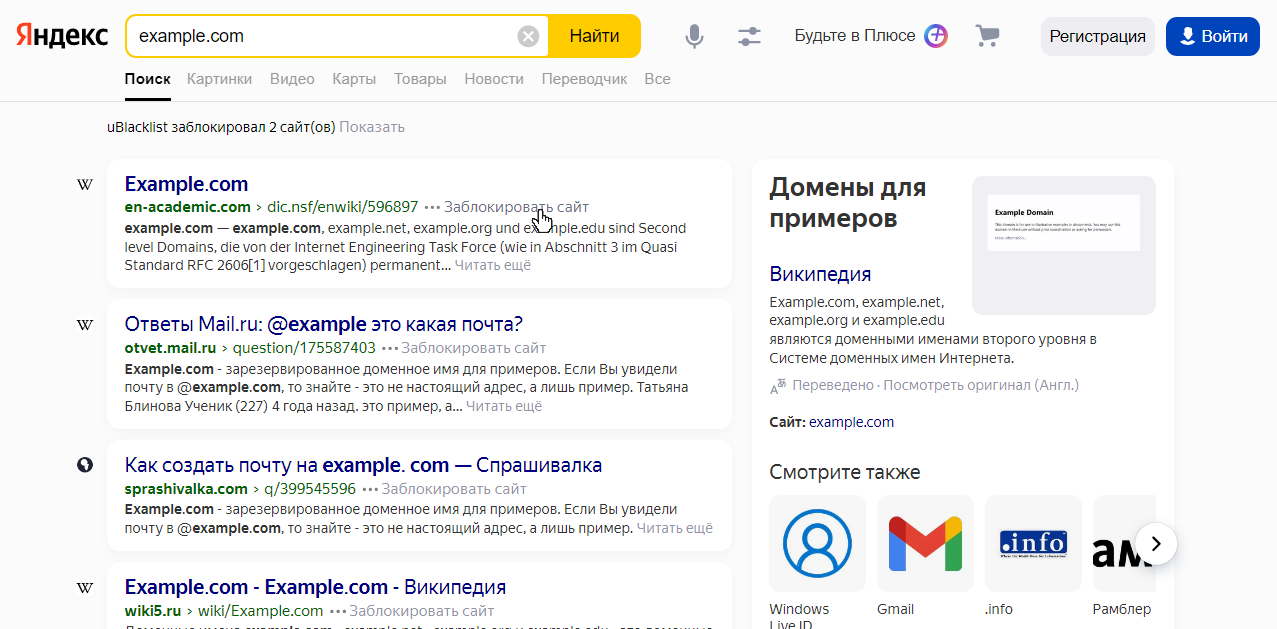 Яндекс
example.com
Найти
Будьте в Плюсе
Регистрация
Войти
Поиск Картинки Видео Карты Товары Новости Переводчик Все
uBlacklist заблокировал 2 сайт(ов) Показать
Example.com
en-academic.com › dic.nsf/enwiki/596897 ••• Заблокировать сайт
example.com — example.com, example.net, example.org und example.edu sind Second
level Domains, die von der Internet Engineering Task Force (wie in Abschnitt 3 im Quasi
Standard RFC 2606[1] vorgeschlagen) permanent... Читать ещё
Ответы Mail.ru: @example это какая почта?
otvet.mail.ru › question/175587403 ••• Заблокировать сайт
Example.com - зарезервированное доменное имя для примеров. Если Вы увидели
почту в @example.com, то знайте - это не настоящий адрес, а лишь пример. Татьяна
Блинова Ученик (227) 4 года назад. это пример, а... Читать ещё
Как создать почту на example. com — Спрашивалка
sprashivalka.com › q/399545596 ••• Заблокировать сайт
Example.com - зарезервированное доменное имя для примеров. Если Вы увидели
почту в @example.com, то знайте - это не настоящий адрес, а лишь пример. Читать ещё
Example.com - Example.com - Википедия
wiki5.ru › wiki/Example.com ••• Заблокировать сайт
Домены для
примеров
Example Domain
Википедия
Example.com, example.net,
example.org и example.edu
являются доменными именами второго уровня в
Системе доменных имен Интернета.
Переведено · Посмотреть оригинал (Англ.)
Сайт: example.com
Смотрите также
.info
Windows
Live ID
Gmail
.info
Рамблер